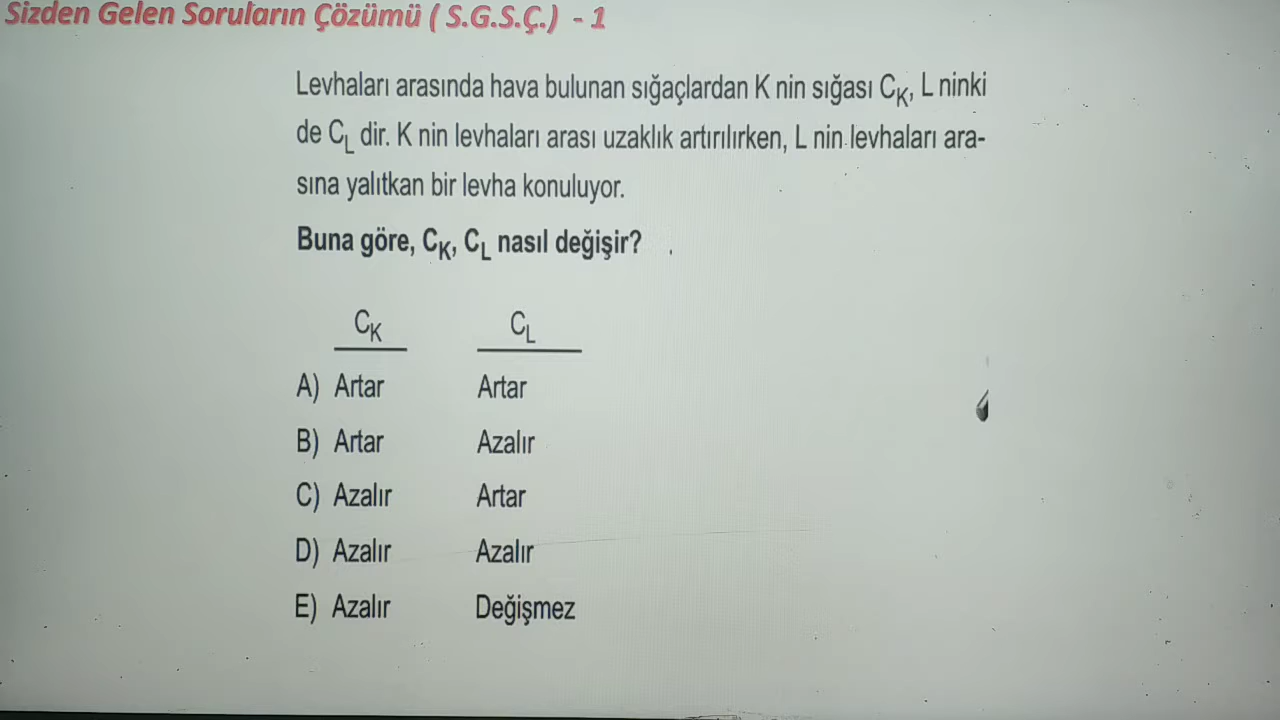 Sizden Gelen Soruların Çözümü ( S.G.S.Ç.) - 1
Levhaları arasında hava bulunan sığaçlardan K nin sığası CK, L ninki
de CL dir. K nin levhaları arası uzaklık artırılırken, L nin levhaları ara-
sına yalıtkan bir levha konuluyor.
Buna göre, CK, CL nasıl değişir?
CK CL
A) Artar Artar
B) Artar Azalır
C) Azalır Artar
D) Azalır Azalır
E) Azalır Değişmez